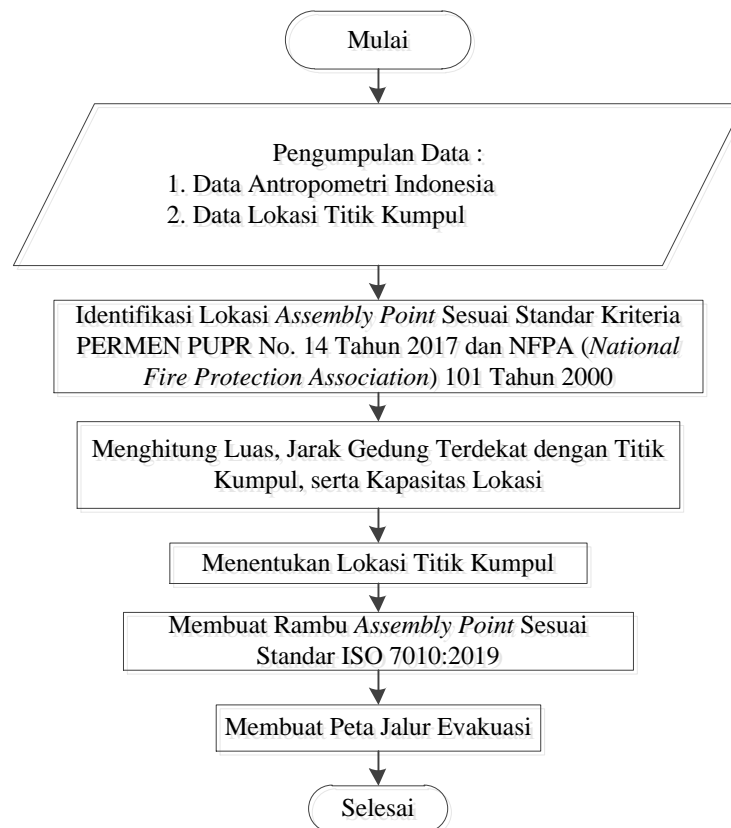 Mulai
Pengumpulan Data :
1. Data Antropometri Indonesia
2. Data Lokasi Titik Kumpul
Identifikasi Lokasi Assembly Point Sesuai Standar Kriteria
PERMEN PUPR No. 14 Tahun 2017 dan NFPA (National
Fire Protection Association) 101 Tahun 2000
Menghitung Luas, Jarak Gedung Terdekat dengan Titik
Kumpul, serta Kapasitas Lokasi
Menentukan Lokasi Titik Kumpul
Membuat Rambu Assembly Point Sesuai
Standar ISO 7010:2019
Membuat Peta Jalur Evakuasi
Selesai